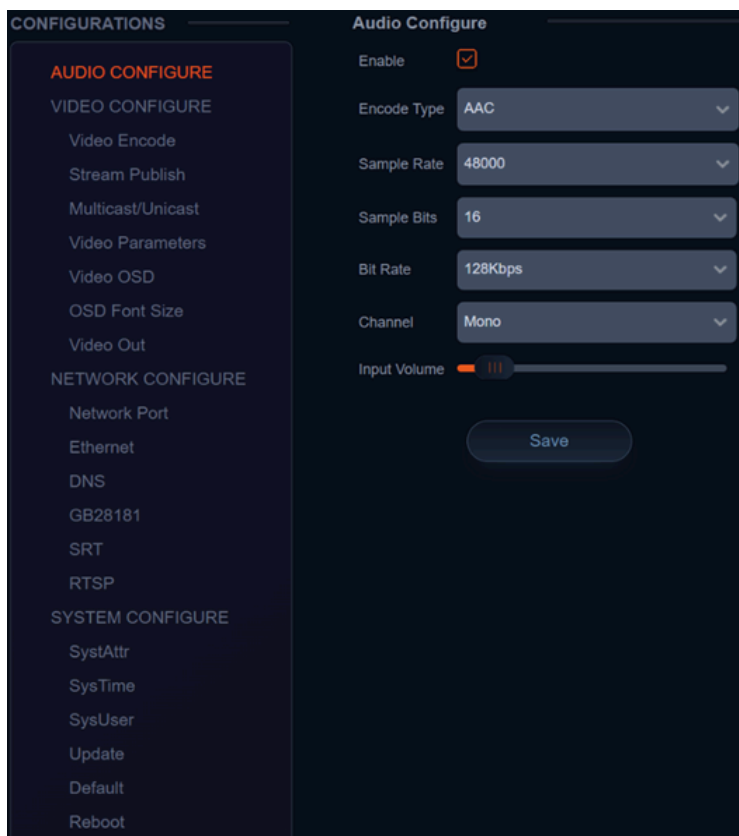 CONFIGURATIONS
AUDIO CONFIGURE
VIDEO CONFIGURE
Video Encode
Stream Publish
Multicast/Unicast
Video Parameters
Video OSD
OSD Font Size
Video Out
NETWORK CONFIGURE
Network Port
Ethernet
DNS
GB28181
SRT
RTSP
SYSTEM CONFIGURE
SystAttr
SysTime
SysUser
Update
Default
Reboot
Audio Configure
Enable
Encode Type AAC
Sample Rate 48000
Sample Bits 16
Bit Rate 128Kbps
Channel Mono
Input Volume
Save